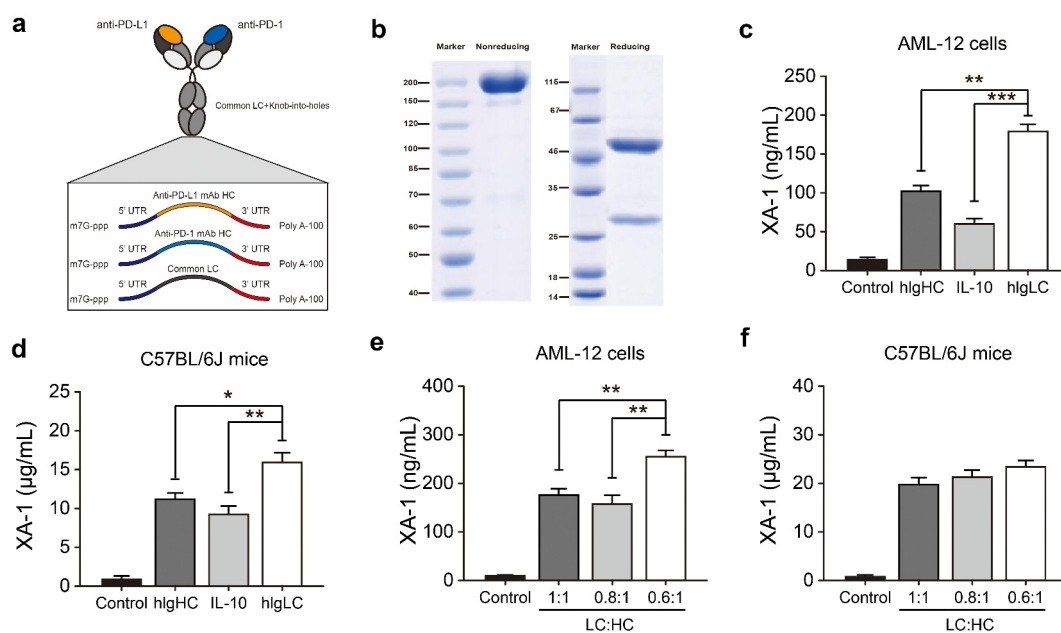 a
anti-PD-L1
anti-PD-1
Common LC+Knob-into-holes
Anti-PD-L1 mAb HC
5' UTR
3' UTR
m7G-ppp
Poly A-100
Anti-PD-1 mAb HC
5' UTR
3' UTR
m7G-ppp
Poly A-100
Common LC
5' UTR
3' UTR
m7G-ppp
Poly A-100
b
Marker Nonreducing
200
150
120
100
85
70
60
50
40
Marker Reducing
116
67
46
35
25
18
14
c
AML-12 cells
XA-1 (ng/mL)
250
200
150
100
50
0
**
***
Control hIgHC IL-10 hIgLC
d
C57BL/6J mice
XA-1 (μg/mL)
25
20
15
10
5
0
*
**
Control hIgHC IL-10 hIgLC
e
AML-12 cells
XA-1 (ng/mL)
400
300
200
100
0
**
**
Control 1:1 0.8:1 0.6:1
LC:HC
f
C57BL/6J mice
XA-1 (μg/mL)
40
30
20
10
0
Control 1:1 0.8:1 0.6:1
LC:HC